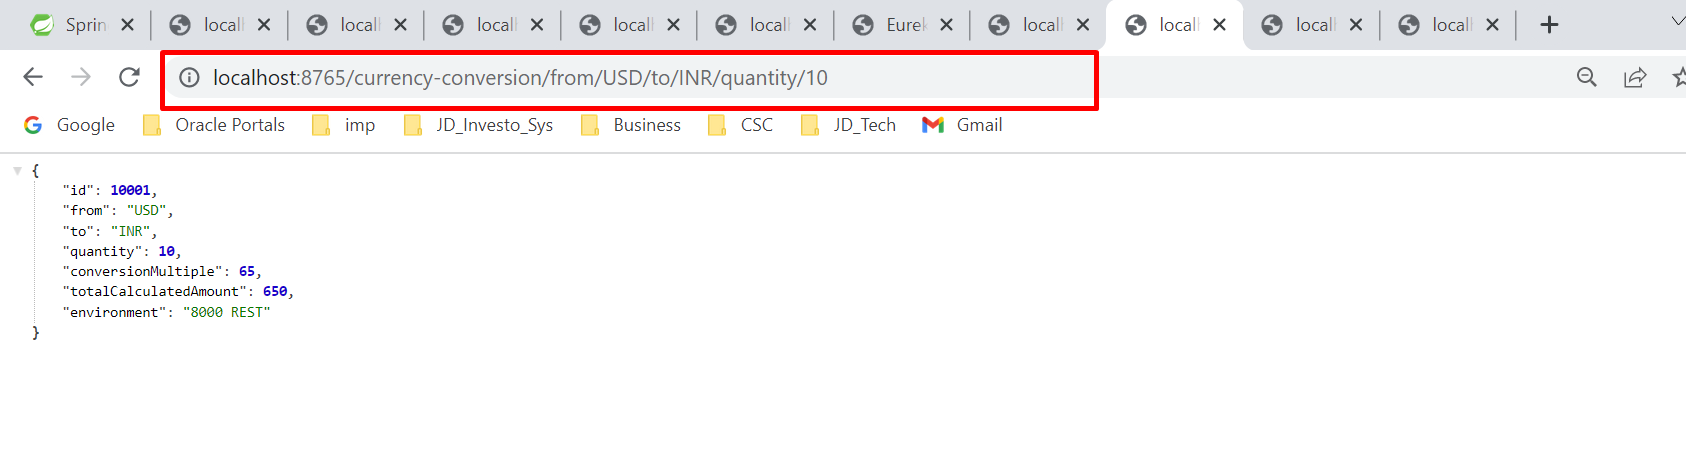 Spring locall locall locall locall locall Eurek locall locall locall locall
localhost:8765/currency-conversion/from/USD/to/INR/quantity/10
Google Oracle Portals imp JD_Investo_Sys Business CSC JD_Tech Gmail
{
"id": 10001,
"from": "USD",
"to": "INR",
"quantity": 10,
"conversionMultiple": 65,
"totalCalculatedAmount": 650,
"environment": "8000 REST"
}